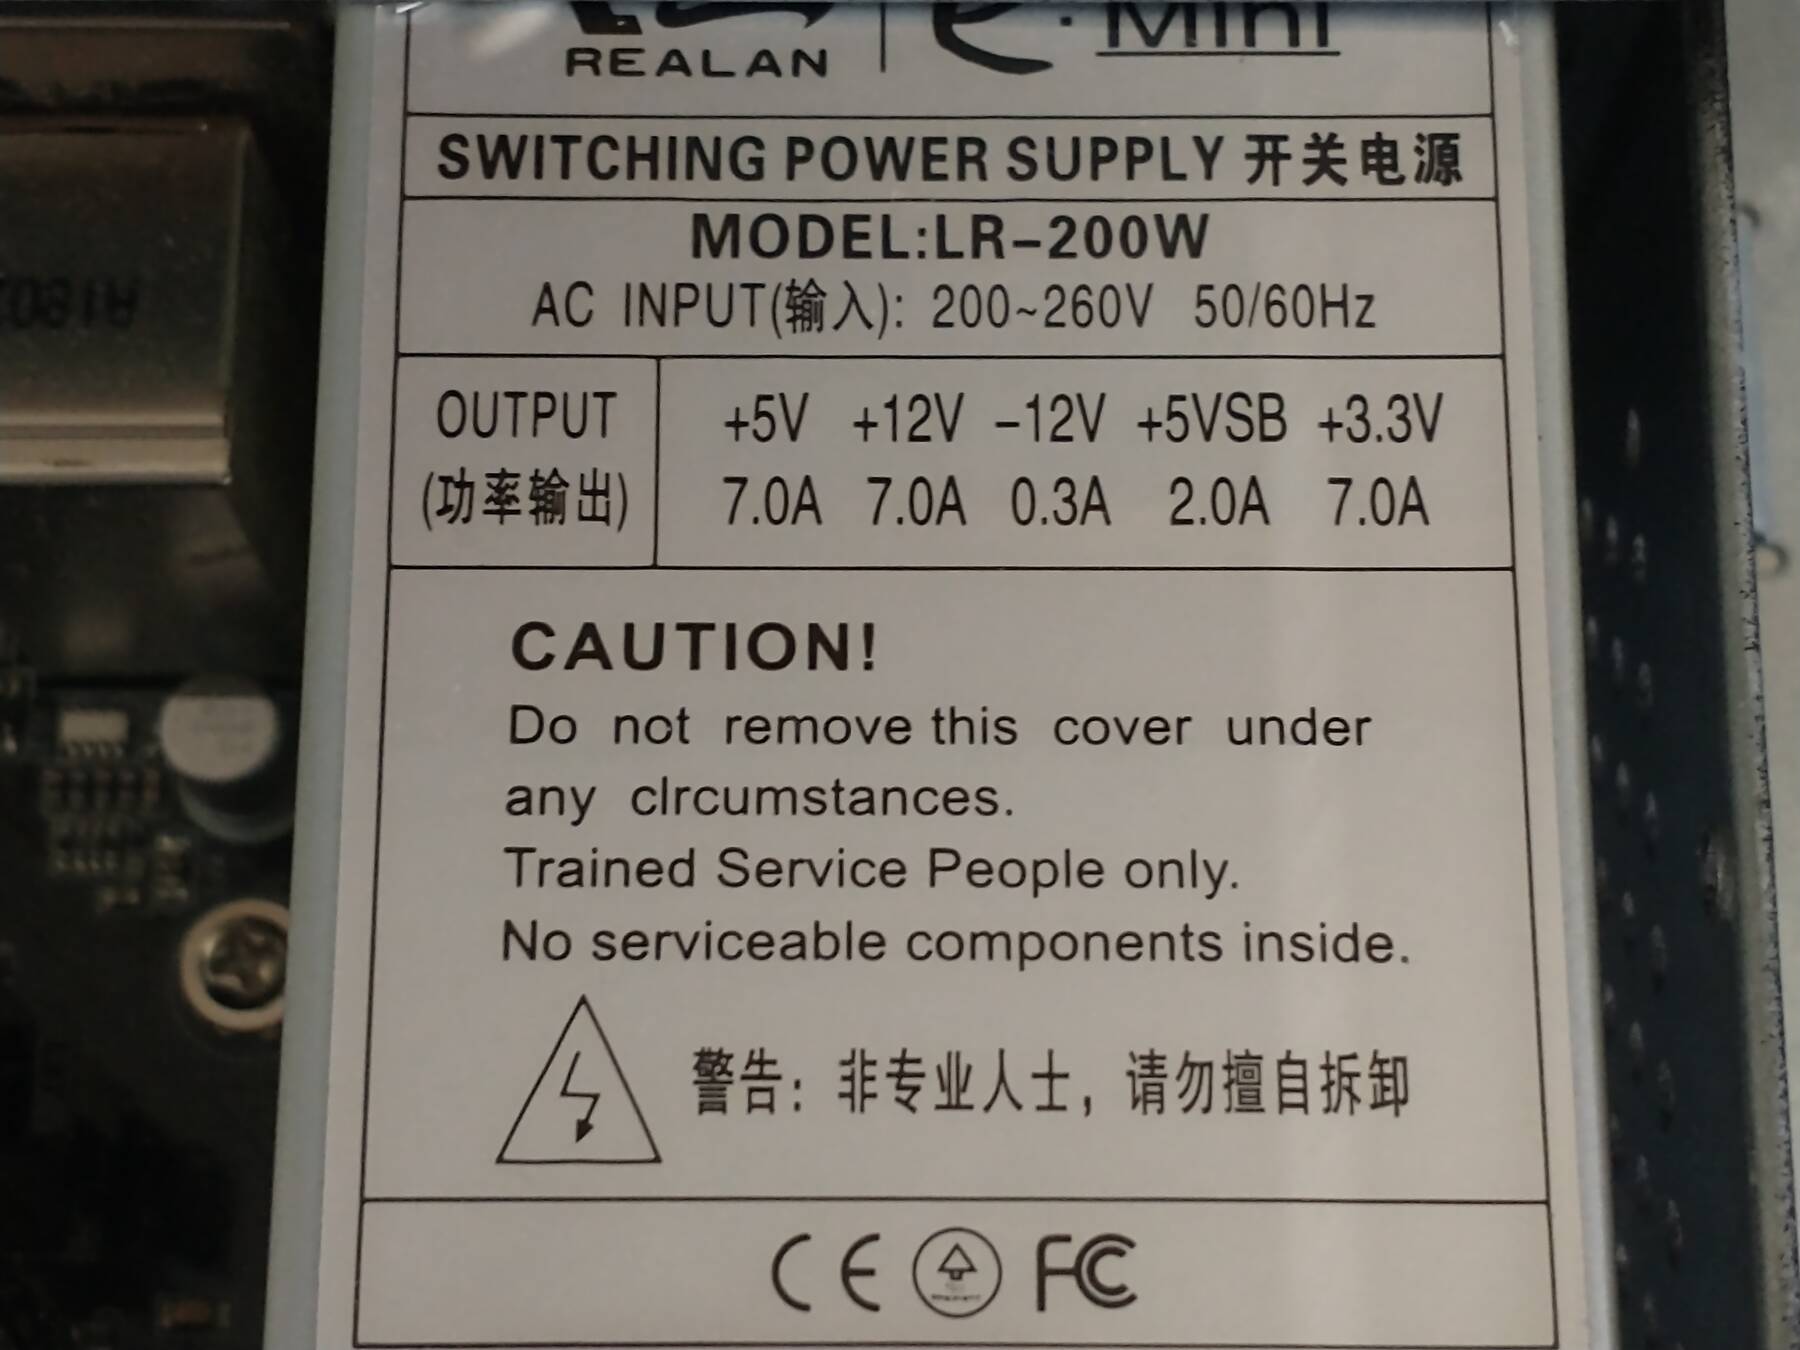 REALAN e·Mini
SWITCHING POWER SUPPLY 开关电源
MODEL:LR-200W
AC INPUT(输入): 200~260V 50/60Hz
OUTPUT +5V +12V -12V +5VSB +3.3V
(功率输出) 7.0A 7.0A 0.3A 2.0A 7.0A
CAUTION!
Do not remove this cover under
any clrcumstances.
Trained Service People only.
No serviceable components inside.
警告: 非专业人士, 请勿擅自拆卸
CE FC